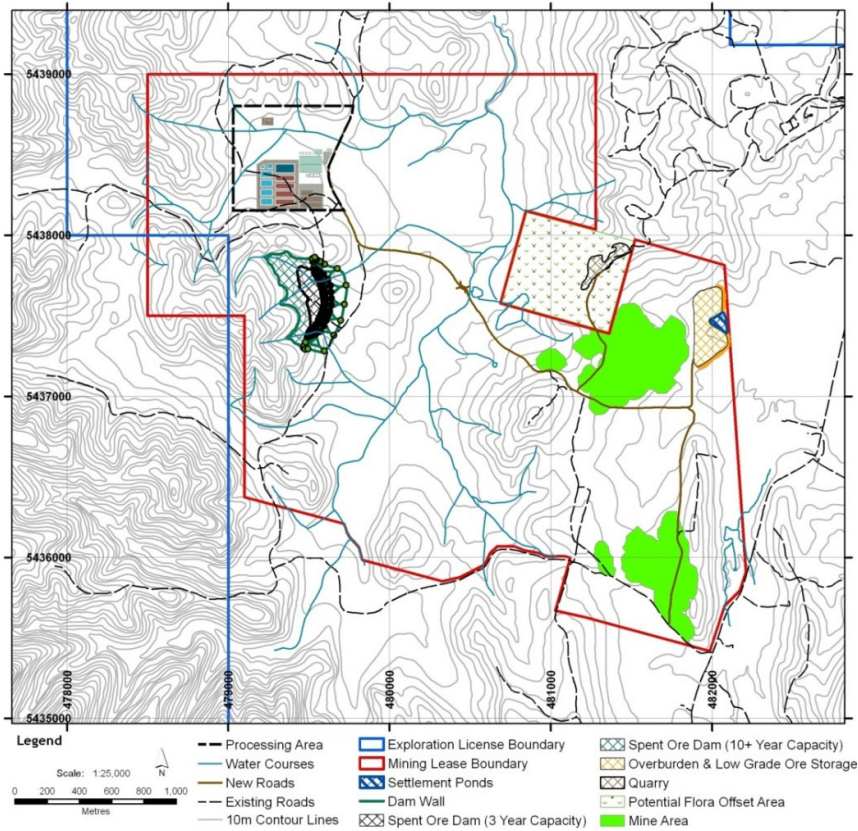 5439000
5438000
5437000
5436000
5435000
478000
479000
480000
481000
482000
Legend
Scale: 1:25,000
N
0 200 400 600 800 1,000
Metres
Processing Area
Water Courses
New Roads
Existing Roads
10m Contour Lines
Exploration License Boundary
Mining Lease Boundary
Settlement Ponds
Dam Wall
Spent Ore Dam (3 Year Capacity)
Spent Ore Dam (10+ Year Capacity)
Overburden & Low Grade Ore Storage
Quarry
Potential Flora Offset Area
Mine Area